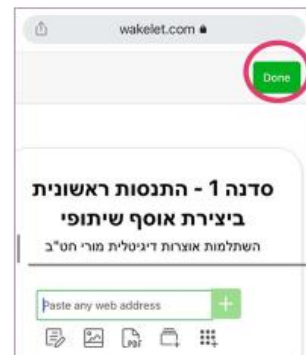 wakelet.com
Done
סדנה 1 - התנסות ראשונית
ביצירת אוסף שיתופי
השתלמות אוצרות דיגיטלית מורי חט"ב
Paste any web address
PDF